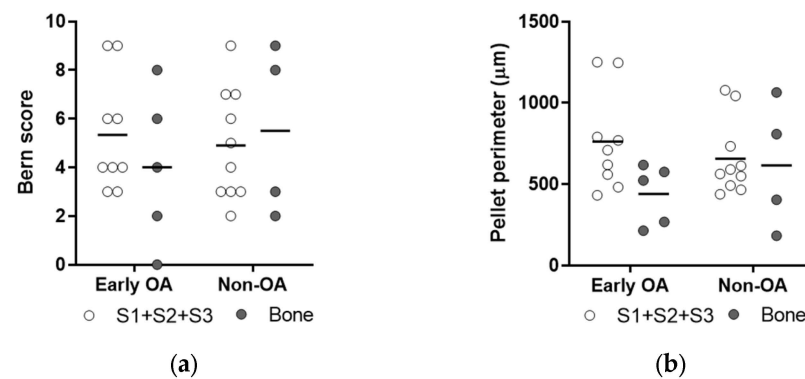 10
8
6
4
2
0
Bern score
Early OA Non-OA
S1+S2+S3 Bone
(a)
1500
1000
500
0
Pellet perimeter (μm)
Early OA Non-OA
S1+S2+S3 Bone
(b)